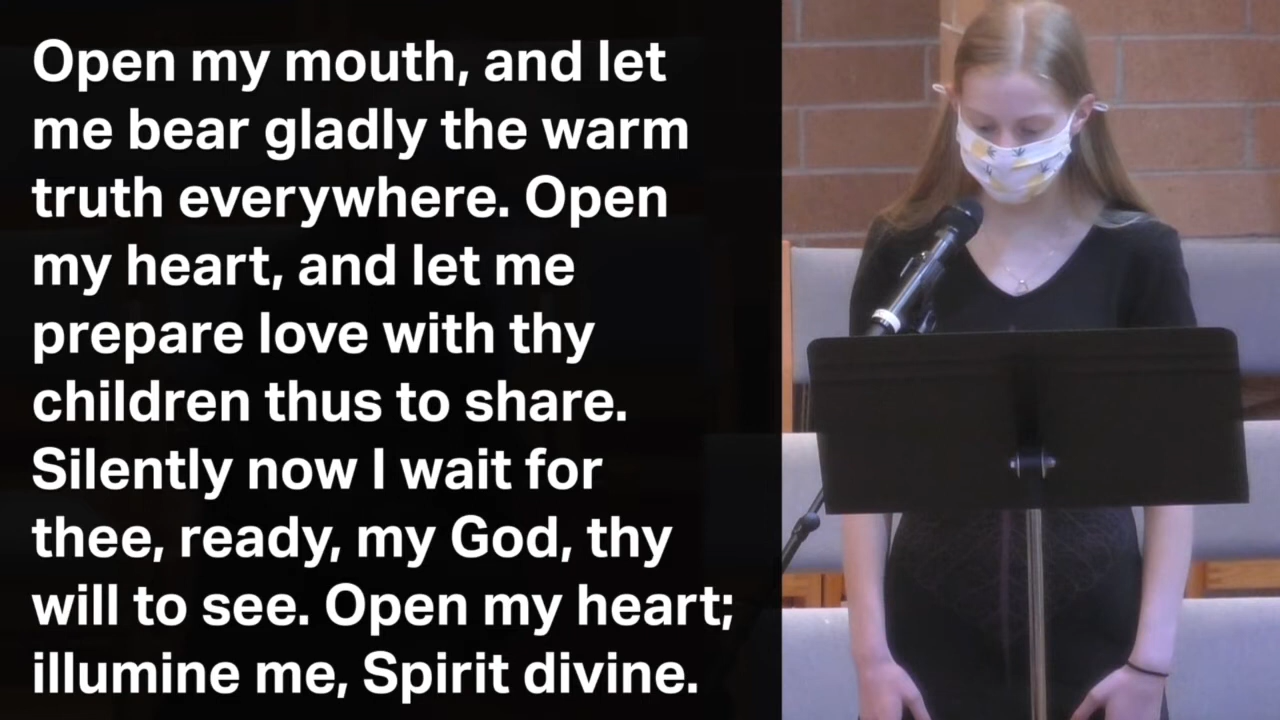 Open my mouth, and let
me bear gladly the warm
truth everywhere. Open
my heart, and let me
prepare love with thy
children thus to share.
Silently now I wait for
thee, ready, my God, thy
will to see. Open my heart;
illumine me, Spirit divine.